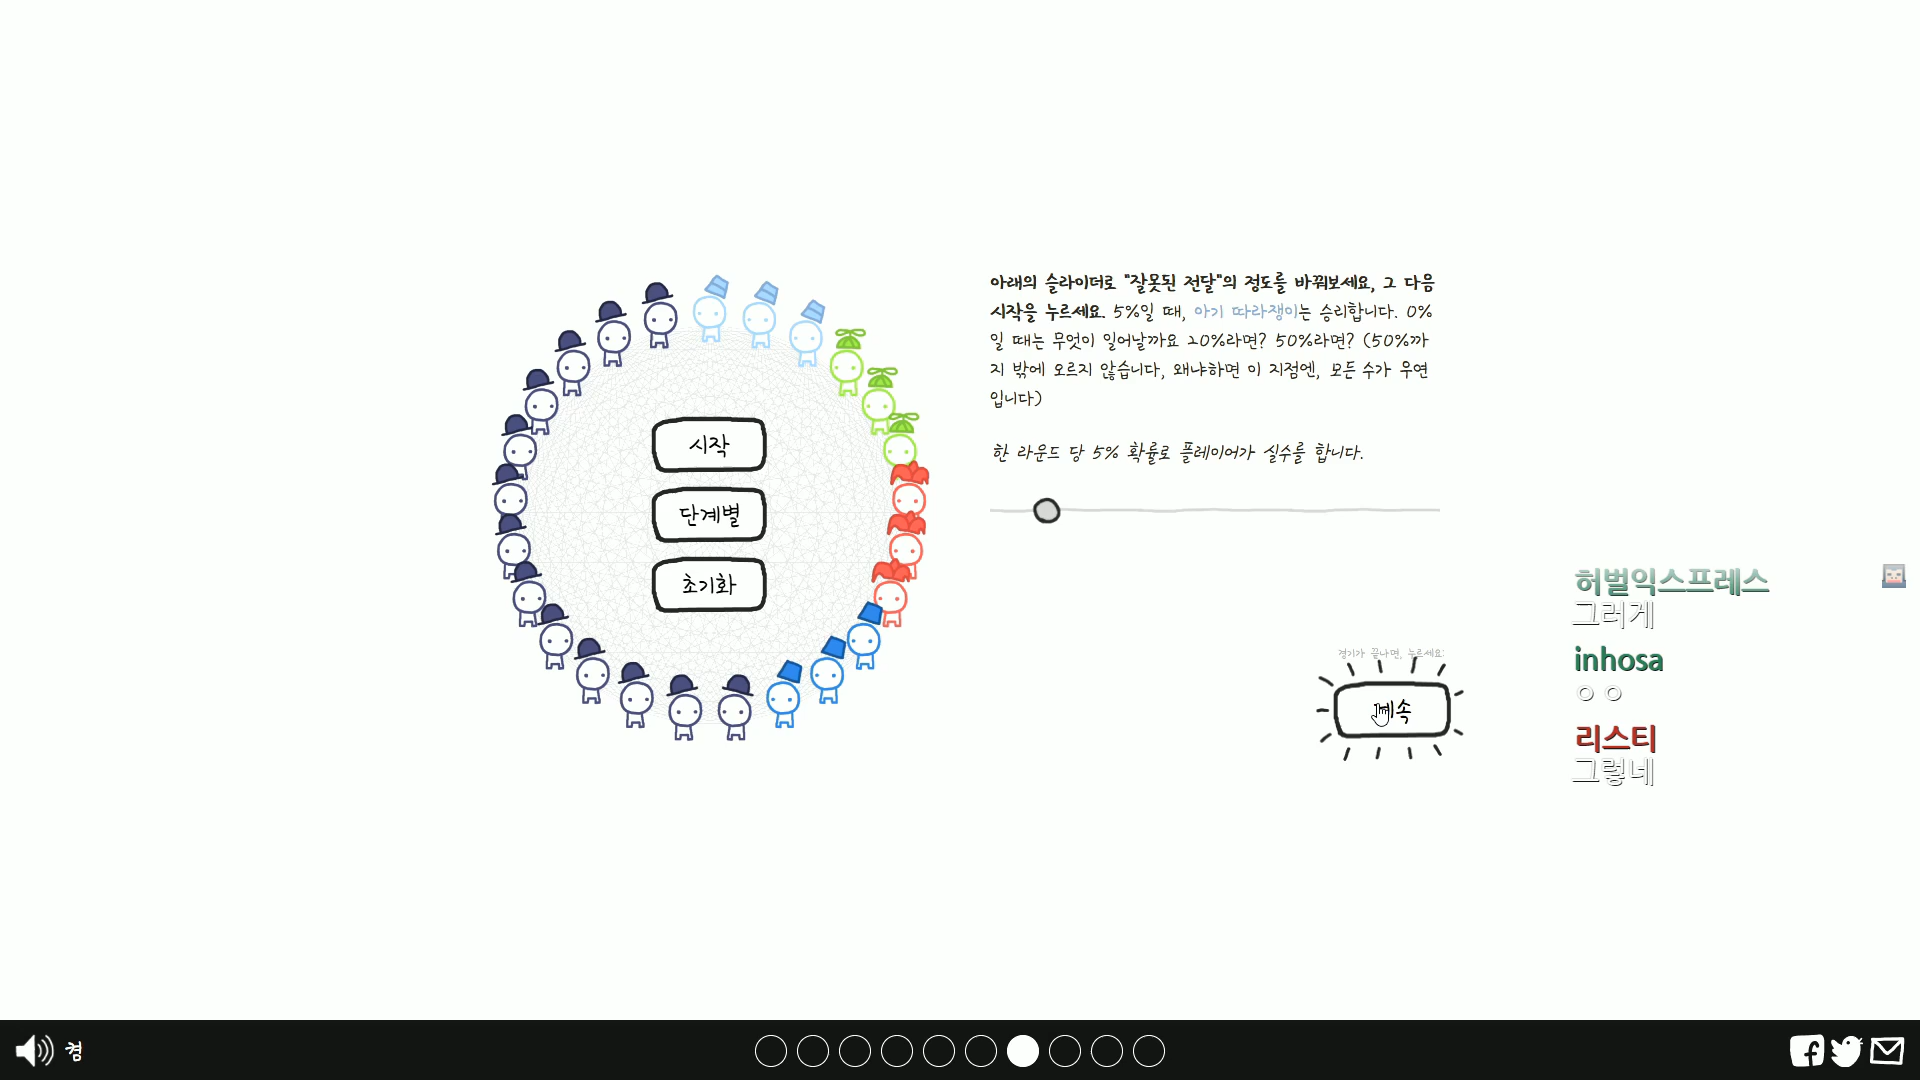 아래의 슬라이더로 "잘못된 전달"의 정도를 바꿔보세요, 그 다음
시작을 누르세요. 5%일 때, 아기 따라쟁이는 승리합니다. 0%
일 때는 무엇이 일어날까요 20%라면? 50%라면? (50%까
지 밖에 오르지 않습니다, 왜냐하면 이 지점엔, 모든 수가 우연
입니다)
한 라운드 당 5% 확률로 플레이어가 실수를 합니다.
시작
단계별
초기화
경기가 끝나면, 누르세요:
계속
허벌익스프레스
그러게
inhosa
ㅇㅇ
리스티
그렇네